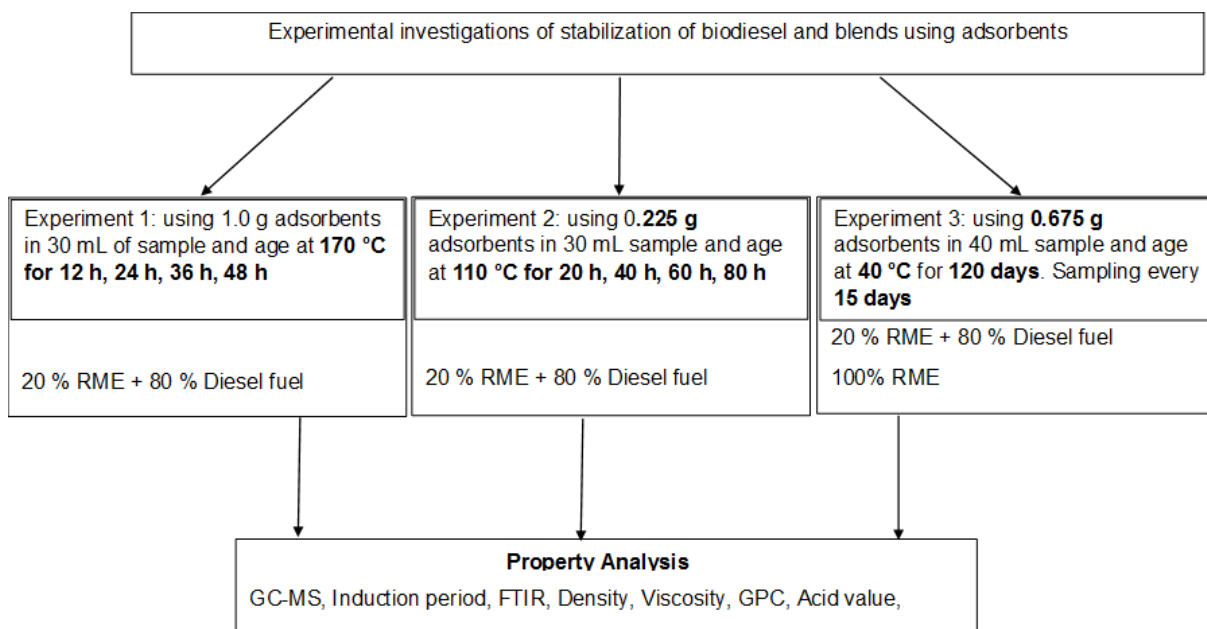 Experimental investigations of stabilization of biodiesel and blends using adsorbents
Experiment 1: using 1.0 g adsorbents
in 30 mL of sample and age at 170 °C
for 12 h, 24 h, 36 h, 48 h
20 % RME + 80 % Diesel fuel
Experiment 2: using 0.225 g
adsorbents in 30 mL sample and age
at 110 °C for 20 h, 40 h, 60 h, 80 h
20 % RME + 80 % Diesel fuel
Experiment 3: using 0.675 g
adsorbents in 40 mL sample and age
at 40 °C for 120 days. Sampling every
15 days
20 % RME + 80 % Diesel fuel
100% RME
Property Analysis
GC-MS, Induction period, FTIR, Density, Viscosity, GPC, Acid value,